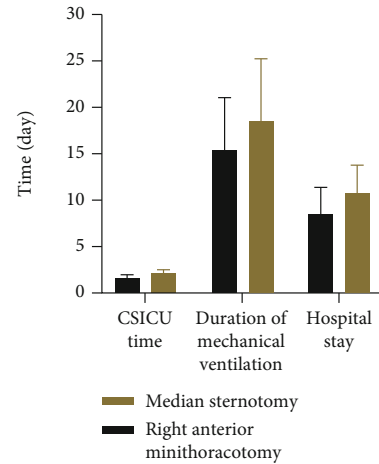 30
25
20
15
10
5
0
Time (day)
CSICU
time
Duration of
mechanical
ventilation
Hospital
stay
Median sternotomy
Right anterior
minithoracotomy